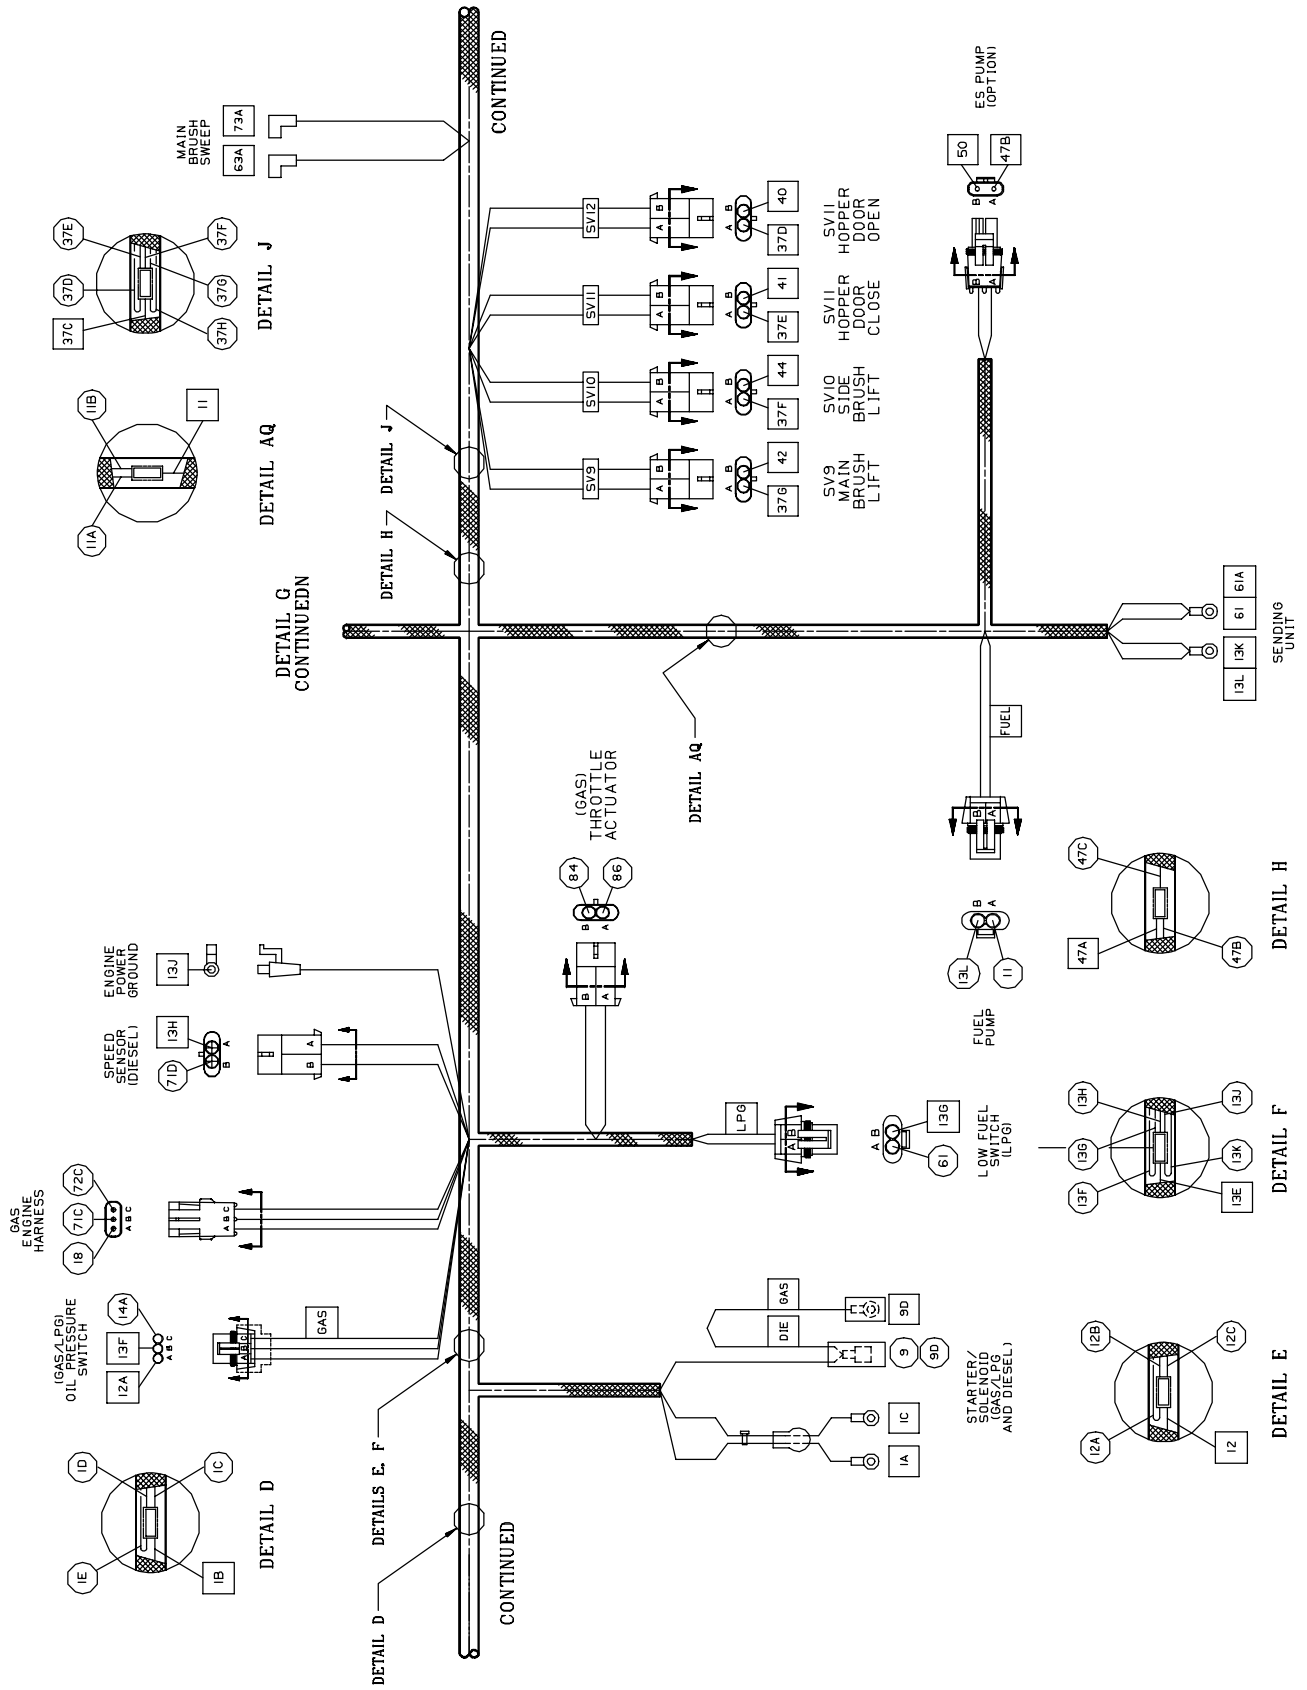 CONTINUED
MAIN
BRUSH
SWEEP
63A
73A
37E
37F
37D
37G
37C
37H
DETAIL J
11B
11
11A
DETAIL AQ
SV12
A
B
A
B
37D
40
SV11
HOPPER
DOOR
OPEN
SV11
A
B
A
B
37E
41
SV11
HOPPER
DOOR
CLOSE
SV10
A
B
A
B
37F
44
SV10
SIDE
BRUSH
LIFT
SV9
A
B
A
B
37G
42
SV9
MAIN
BRUSH
LIFT
ES PUMP
(OPTION)
50
47B
B
A
B
A
DETAIL J
DETAIL H
DETAIL G
CONTINUEDN
DETAIL AQ
61A
61
13K
13L
SENDING
UNIT
FUEL
B
A
B
A
13L
11
FUEL
PUMP
47C
47A
47B
DETAIL H
(GAS)
THROTTLE
ACTUATOR
84
86
B
A
B
A
ENGINE
POWER
GROUND
13J
SPEED
SENSOR
(DIESEL)
13H
71D
A
B
A
B
LPG
A
B
A
B
13G
61
LOW FUEL
SWITCH
(LPG)
13H
13J
13G
13K
13F
13E
DETAIL F
GAS
ENGINE
HARNESS
72C
71C
18
A B C
A B C
(GAS/LPG)
OIL PRESSURE
SWITCH
14A
13F
12A
A B C
A B C
GAS
GAS
DIE
9D
9
9D
1C
1A
STARTER/
SOLENOID
(GAS/LPG
AND DIESEL)
12B
12C
12A
12
DETAIL E
1D
1C
1E
1B
DETAIL D
DETAILS E, F
DETAIL D
CONTINUED